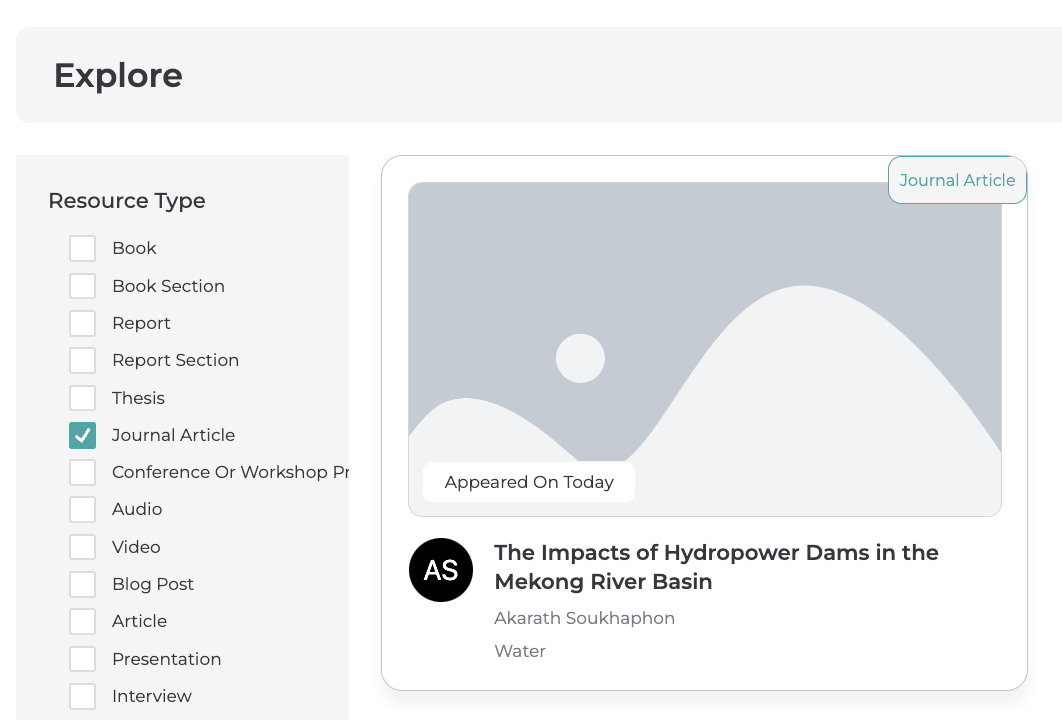 Explore
Resource Type
Book
Book Section
Report
Report Section
Thesis
Journal Article
Conference Or Workshop
Audio
Video
Blog Post
Article
Presentation
Interview
Journal Article
Appeared On Today
AS
The Impacts of Hydropower Dams in the
Mekong River Basin
Akarath Soukhaphon
Water